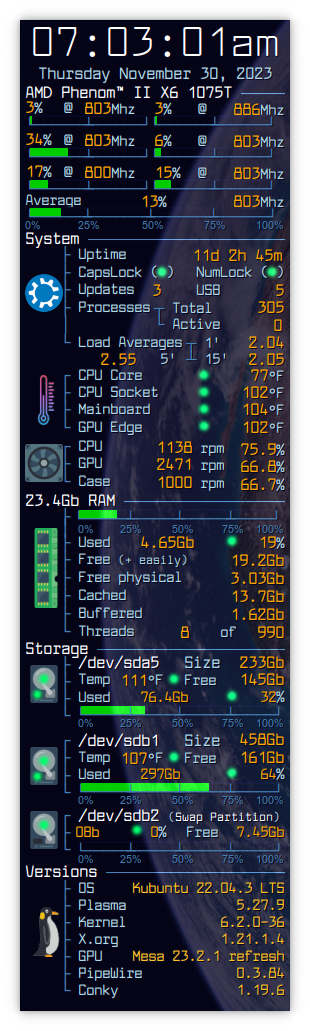 07:03:01am
Thursday November 30, 2023
AMD Phenom™ II X6 1075T
3% @ 803Mhz 3% @ 886Mhz
34% @ 803Mhz 6% @ 803Mhz
17% @ 800Mhz 15% @ 803Mhz
Average 13% 803Mhz
0% 25% 50% 75% 100%
System
Uptime 11d 2h 45m
CapsLock ( ) NumLock ( )
Updates 3 USB 5
Processes Total 305
Active 0
Load Averages 1' 2.04
2.55 5' 15' 2.05
CPU Core 77°F
CPU Socket 102°F
Mainboard 104°F
GPU Edge 102°F
CPU 1138 rpm 75.9%
GPU 2471 rpm 66.8%
Case 1000 rpm 66.7%
23.4Gb RAM
0% 25% 50% 75% 100%
Used 4.65Gb 19%
Free (+ easily) 19.2Gb
Free physical 3.03Gb
Cached 13.7Gb
Buffered 1.62Gb
Threads 8 of 990
Storage
/dev/sda5 Size 233Gb
Temp 111°F Free 145Gb
Used 76.4Gb 32%
0% 25% 50% 75% 100%
/dev/sdb1 Size 458Gb
Temp 107°F Free 161Gb
Used 297Gb 64%
0% 25% 50% 75% 100%
/dev/sdb2 (Swap Partition)
0Bb 0% Free 7.45Gb
0% 25% 50% 75% 100%
Versions
OS Kubuntu 22.04.3 LTS
Plasma 5.27.9
Kernel 6.2.0-36
X.org 1.21.1.4
GPU Mesa 23.2.1 refresh
PipeWire 0.3.84
Conky 1.19.6